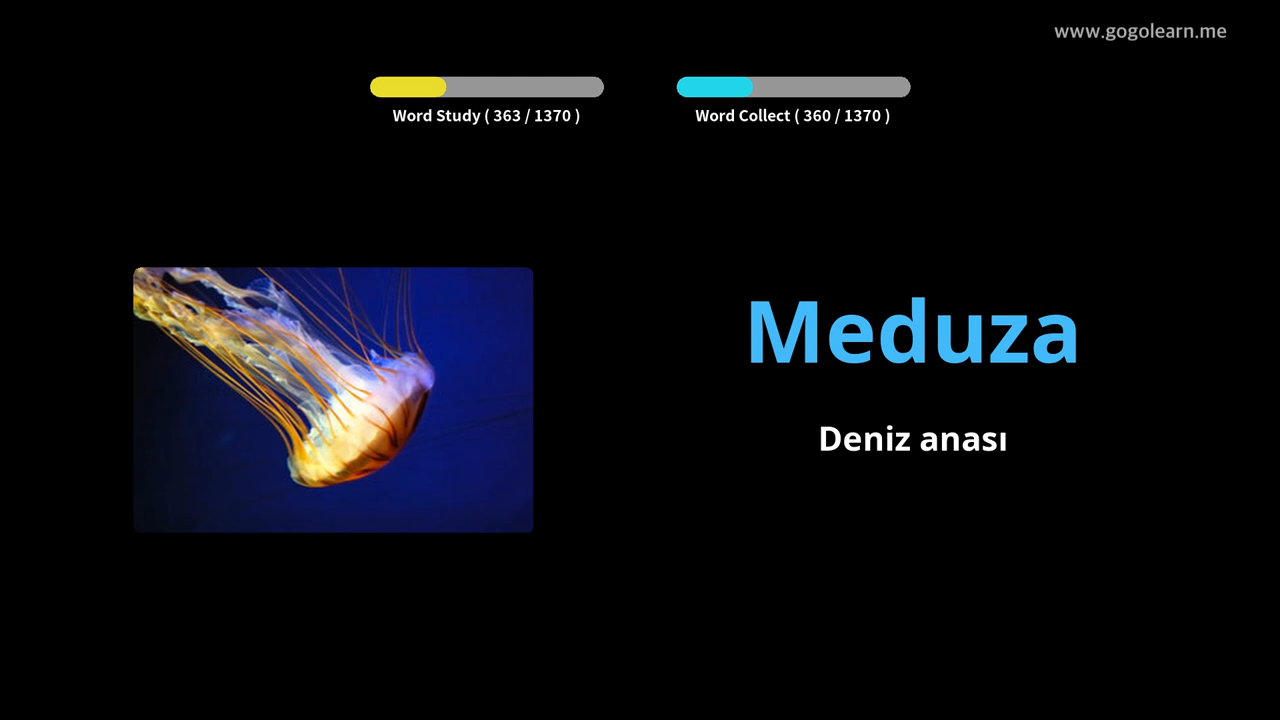 www.gogolearn.me
Word Study ( 363 / 1370 )
Word Collect ( 360 / 1370 )
Meduza
Deniz anası